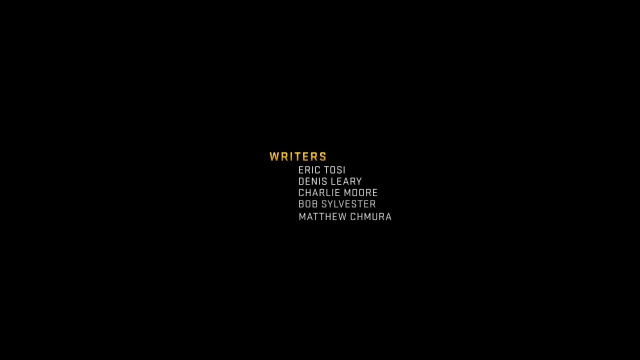 WRITERS
ERIC TOSI
DENIS LEARY
CHARLIE MOORE
BOB SYLVESTER
MATTHEW CHMURA